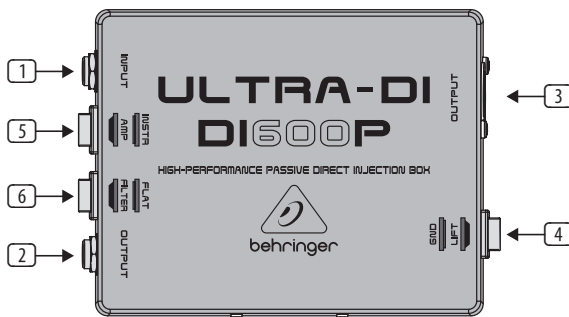 1
INPUT
5
INSTR
AMP
6
FLAT
FILTER
2
OUTPUT
ULTRA-DI
DI600P
HIGH-PERFORMANCE PASSIVE DIRECT INJECTION BOX
behringer
OUTPUT
3
GND
LIFT
4